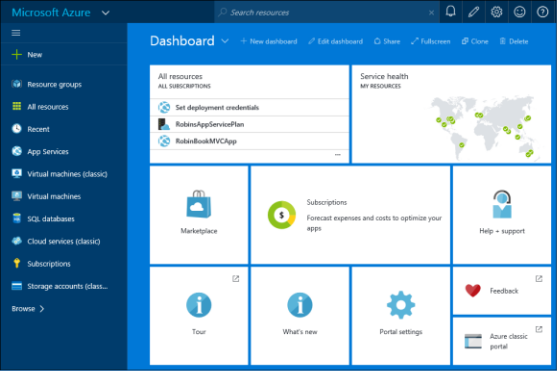 Microsoft Azure
Search resources
New
Resource groups
All resources
Recent
App Services
Virtual machines (classic)
Virtual machines
SQL databases
Cloud services (classic)
Subscriptions
Storage accounts (class...
Browse >
Dashboard
+ New dashboard
Edit dashboard
Share
Fullscreen
Clone
Delete
All resources
ALL SUBSCRIPTIONS
Set deployment credentials
RobinsAppServicePlan
RobinBookMVCApp
...
Service health
MY RESOURCES
Marketplace
Subscriptions
Forecast expenses and costs to optimize your
apps
Help + support
Tour
What's new
Portal settings
Feedback
Azure classic
portal